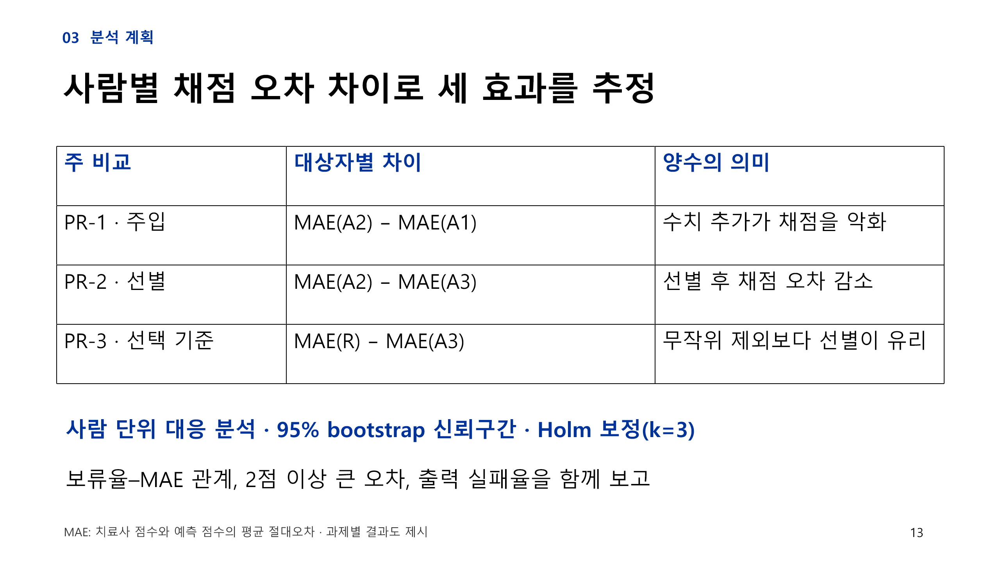 03 분석 계획
사람별 채점 오차 차이로 세 효과를 추정
주 비교 대상자별 차이 양수의 의미
PR-1 · 주입 MAE(A2) − MAE(A1) 수치 추가가 채점을 악화
PR-2 · 선별 MAE(A2) − MAE(A3) 선별 후 채점 오차 감소
PR-3 · 선택 기준 MAE(R) − MAE(A3) 무작위 제외보다 선별이 유리
사람 단위 대응 분석 · 95% bootstrap 신뢰구간 · Holm 보정(k=3)
보류율–MAE 관계, 2점 이상 큰 오차, 출력 실패율을 함께 보고
MAE: 치료사 점수와 예측 점수의 평균 절대오차 · 과제별 결과도 제시
13